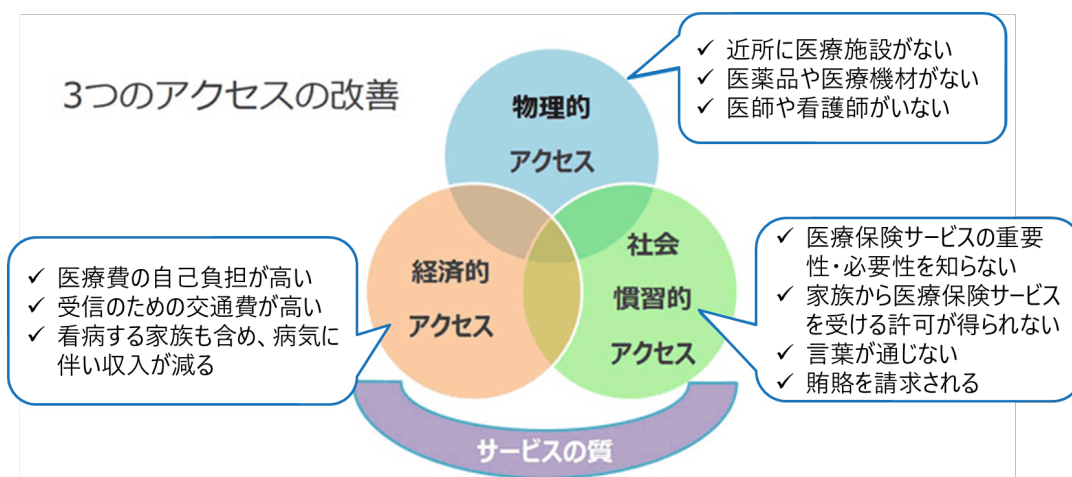 3つのアクセスの改善
物理的
アクセス
✓ 近所に医療施設がない
✓ 医薬品や医療機材がない
✓ 医師や看護師がいない
経済的
アクセス
✓ 医療費の自己負担が高い
✓ 受信のための交通費が高い
✓ 看病する家族も含め、病気に
伴い収入が減る
社会
慣習的
アクセス
✓ 医療保険サービスの重要
性・必要性を知らない
✓ 家族から医療保険サービス
を受ける許可が得られない
✓ 言葉が通じない
✓ 賄賂を請求される
サービスの質